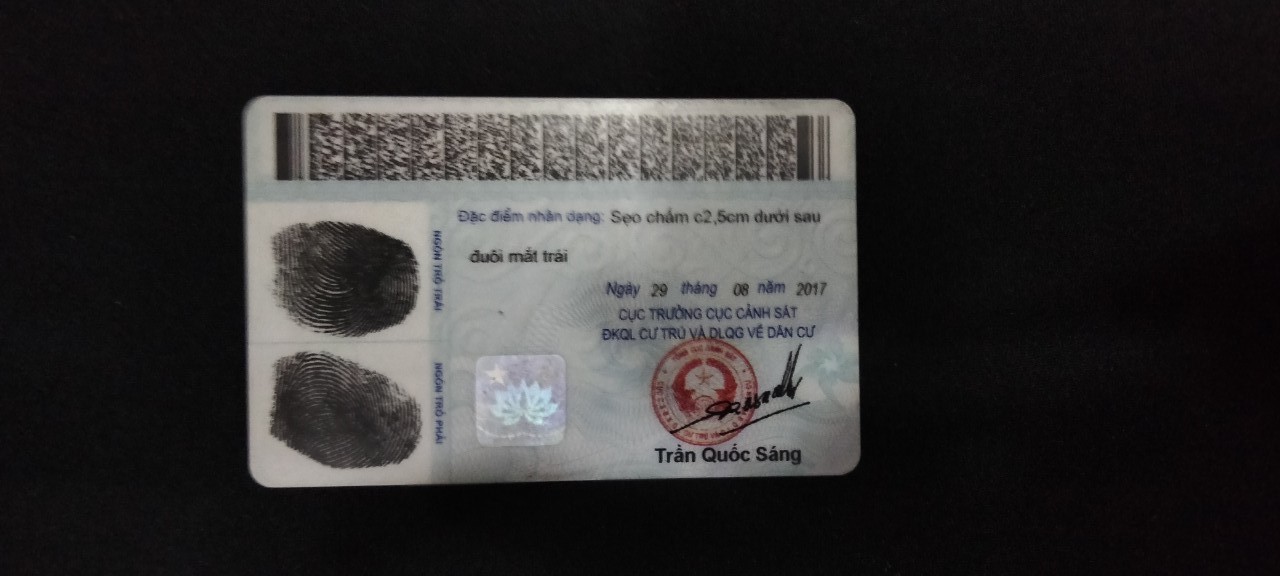 Đặc điểm nhân dạng: Sẹo chấm c2,5cm dưới sau
đuôi mắt trái
NGÓN TRỎ TRÁI
Ngày 29 tháng 08 năm 2017
CỤC TRƯỞNG CỤC CẢNH SÁT
ĐKQL CƯ TRÚ VÀ DLQG VỀ DÂN CƯ
NGÓN TRỎ PHẢI
Trần Quốc Sáng